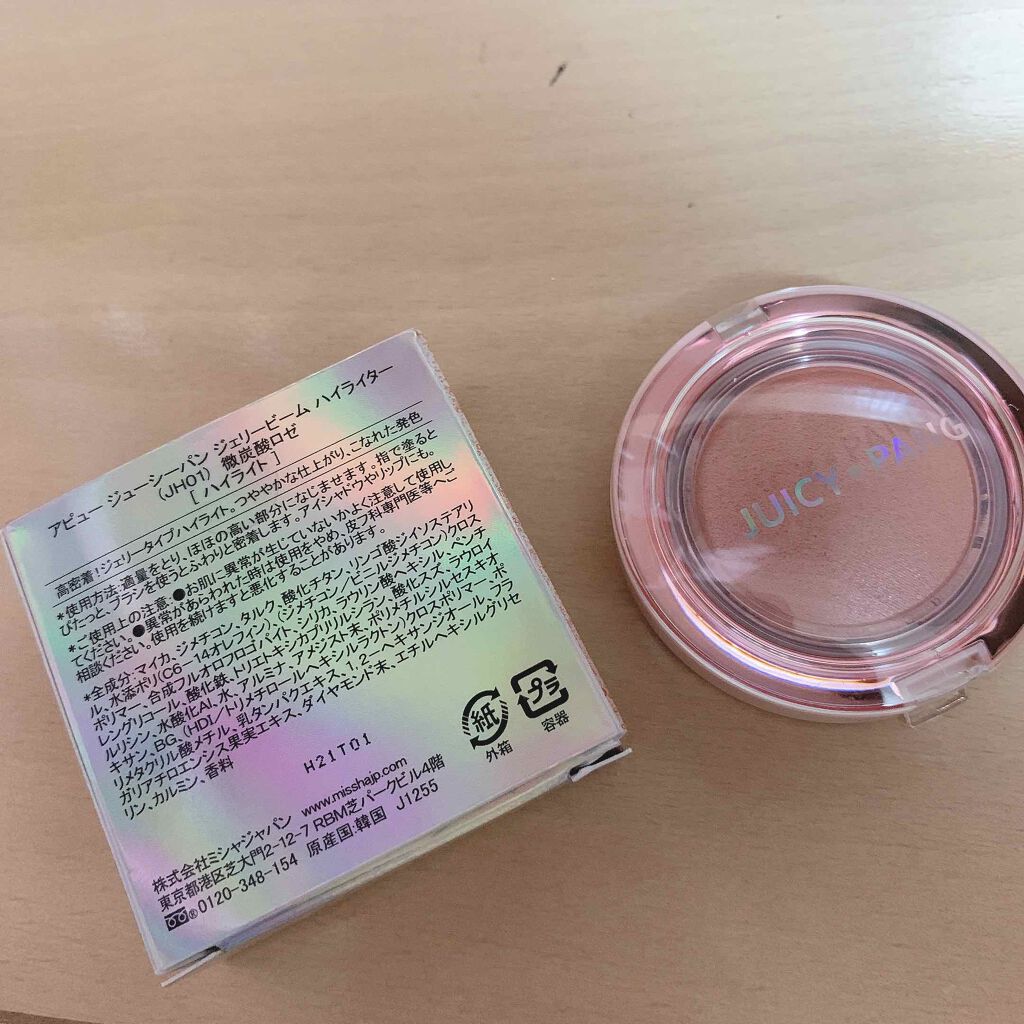 アピュー ジューシーパン ジェリービーム ハイライター
(JH01) 微炭酸ロゼ
[ ハイライト ]
高密着！ジェリータイプハイライト。つややかな仕上がり、こなれた発色
*使用方法:適量をとり、ほほの高い部分になじませます。指で塗ると
ぴたっと、ブラシを使うとふわりと密着します。アイシャドウやリップにも。
*ご使用上の注意:●お肌に異常が生じていないかよく注意して使用し
てください。●異常があらわれた時は使用をやめ、皮フ科専門医等へご
相談ください。使用を続けますと悪化することがあります。
*全成分:マイカ、ジメチコン、タルク、酸化チタン、リンゴ酸ジイソステアリ
ル、水添ポリ(C6-14オレフィン)、(ジメチコン/ビニルジメチコン)クロス
ポリマー、合成フルオロフロゴパイト、シリカ、ラウリン酸ヘキシル、ペンチ
レングリコール、酸化鉄、トリエトキシカプリリルシラン、酸化スズ、ラウロイ
ルリシン、水酸化Al、水、アルミナ、アメジスト末、ポリメチルシルセスキオ
キサン、BG、(HDI/トリメチロールヘキシルラクトン)クロスポリマー、ポ
リメタクリル酸メチル、乳タンパクエキス、1,2-ヘキサンジオール、ブラ
ガリアチロエンシス果実エキス、ダイヤモンド末、エチルヘキシルグリセ
リン、カルミン、香料
H21T01
紙
外箱
プラ
容器
株式会社ミシャジャパン www.misshajp.com
東京都港区芝大門2-12-7 RBM芝パークビル4階
0120-348-154 原産国:韓国 J1255
JUICY-PANG